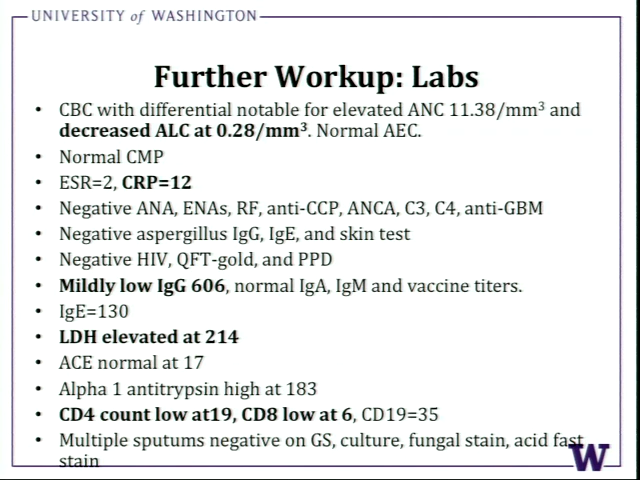 UNIVERSITY of WASHINGTON
Further Workup: Labs
• CBC with differential notable for elevated ANC 11.38/mm³ and
decreased ALC at 0.28/mm³. Normal AEC.
• Normal CMP
• ESR=2, CRP=12
• Negative ANA, ENAs, RF, anti-CCP, ANCA, C3, C4, anti-GBM
• Negative aspergillus IgG, IgE, and skin test
• Negative HIV, QFT-gold, and PPD
• Mildly low IgG 606, normal IgA, IgM and vaccine titers.
• IgE=130
• LDH elevated at 214
• ACE normal at 17
• Alpha 1 antitrypsin high at 183
• CD4 count low at19, CD8 low at 6, CD19=35
• Multiple sputums negative on GS, culture, fungal stain, acid fast
stain
W